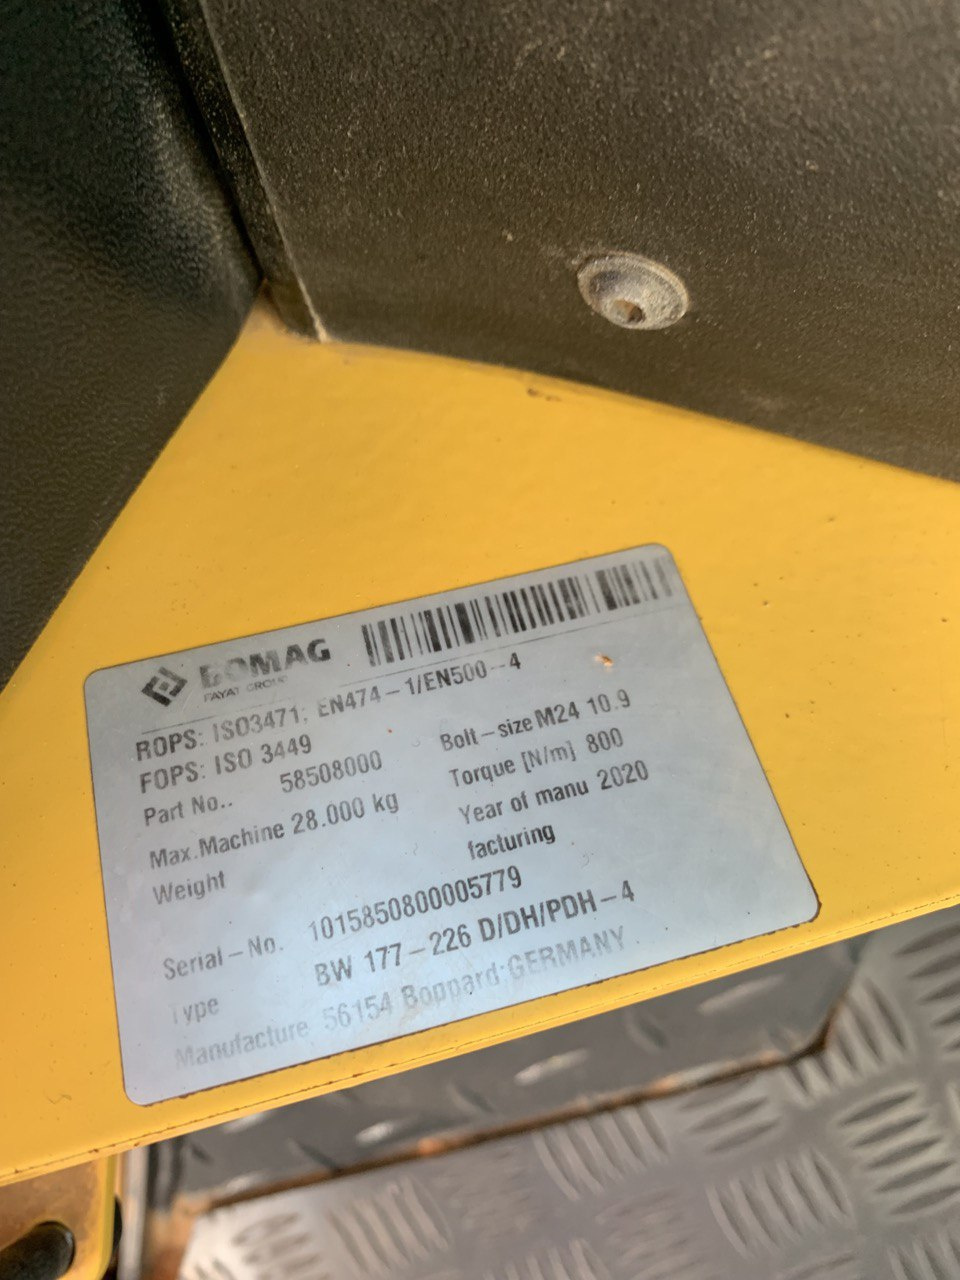 BOMAG
FAYAT GROUP
ROPS: ISO3471; EN474-1/EN500--4
FOPS: ISO 3449
Part No.. 58508000 Bolt-size M24 10.9
Max.Machine 28.000 kg Torque [N/m] 800
Weight Year of manu 2020
facturing
Serial-No. 1015850800005779
Type BW 177-226 D/DH/PDH-4
Manufacture 56154 Boppard-GERMANY